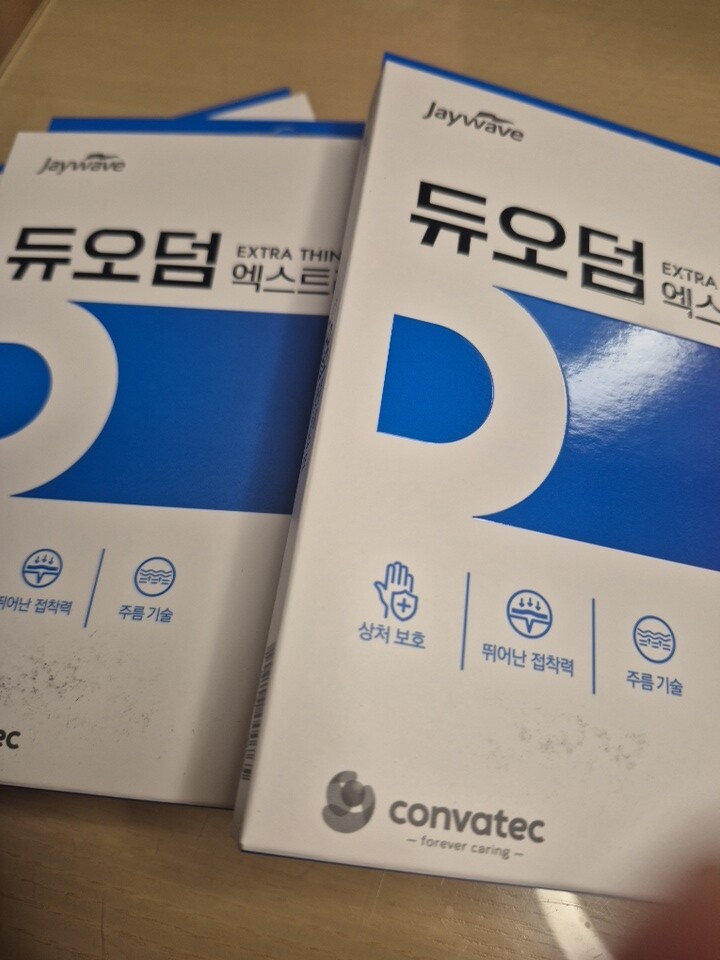 Jaywave
듀오덤
EXTRA THIN
엑스트
뛰어난 접착력
주름 기술
Jaywave
듀오덤
EXTRA
엑스
상처 보호
뛰어난 접착력
주름 기술
convatec
– forever caring –